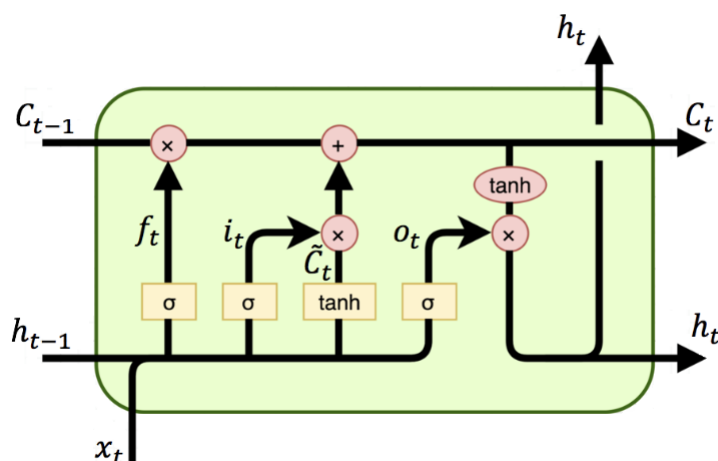 h_t
C_{t-1}
C_t
×
+
tanh
f_t
i_t
×
o_t
×
C̃_t
σ
σ
tanh
σ
h_{t-1}
h_t
x_t